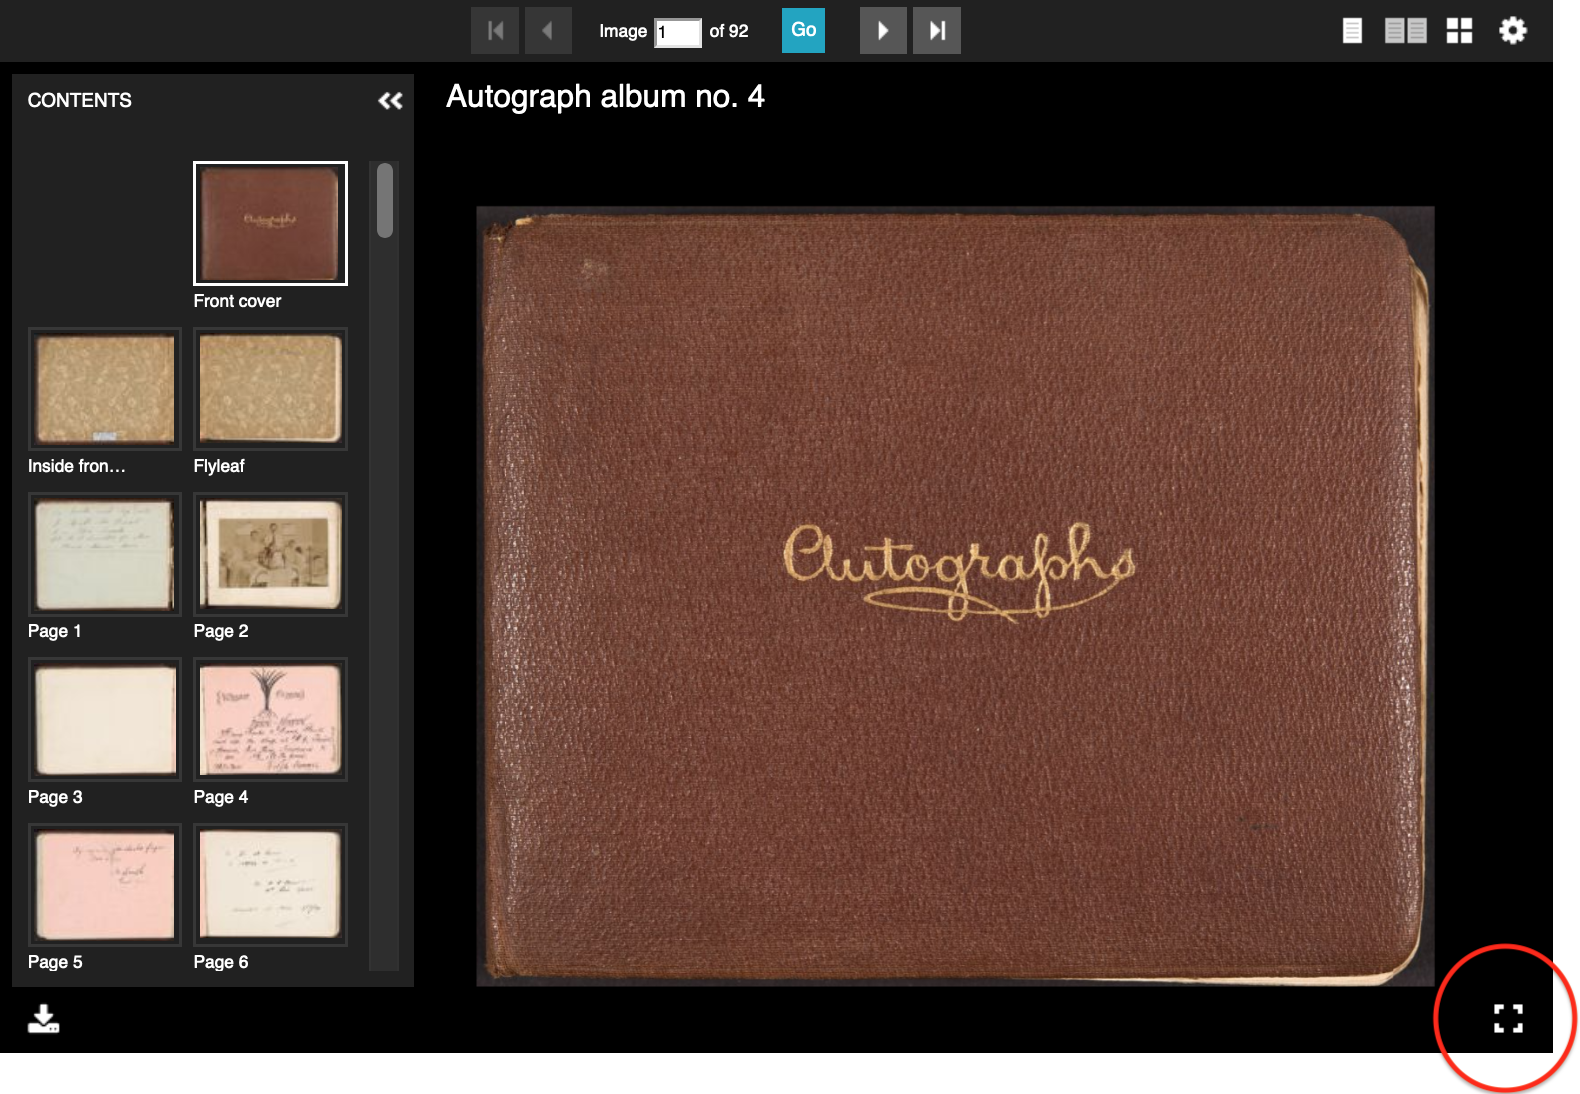 Image 1 of 92 Go
CONTENTS
Autograph album no. 4
Front cover
Inside fron… Flyleaf
Page 1 Page 2
Page 3 Page 4
Page 5 Page 6
Autographs